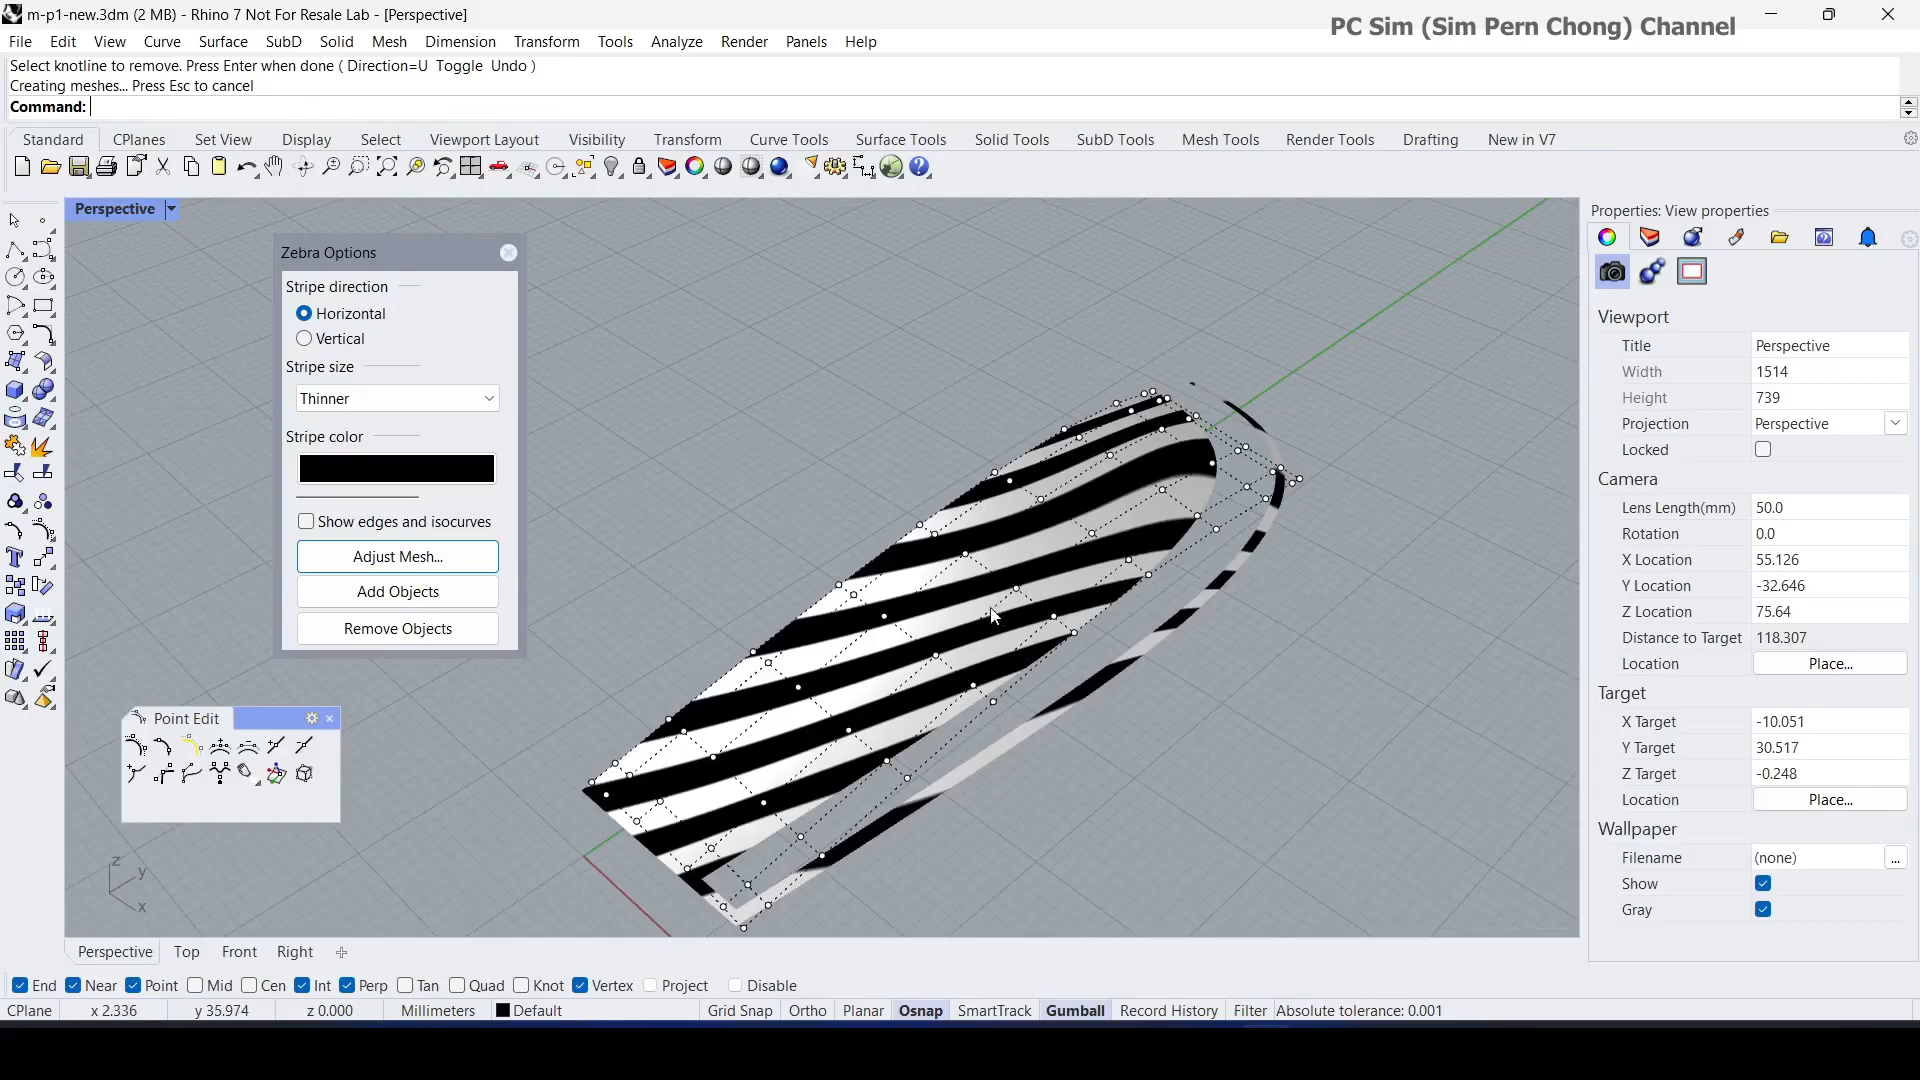 m-p1-new.3dm (2 MB) - Rhino 7 Not For Resale Lab - [Perspective]
PC Sim (Sim Pern Chong) Channel
File Edit View Curve Surface SubD Solid Mesh Dimension Transform Tools Analyze Render Panels Help
Select knotline to remove. Press Enter when done ( Direction=U Toggle Undo )
Creating meshes... Press Esc to cancel
Command:
Standard CPlanes Set View Display Select Viewport Layout Visibility Transform Curve Tools Surface Tools Solid Tools SubD Tools Mesh Tools Render Tools Drafting New in V7
Perspective
Zebra Options
Stripe direction
Horizontal
Vertical
Stripe size
Thinner
Stripe color
Show edges and isocurves
Adjust Mesh...
Add Objects
Remove Objects
Point Edit
z
y
x
Properties: View properties
Viewport
Title Perspective
Width 1514
Height 739
Projection Perspective
Locked
Camera
Lens Length(mm) 50.0
Rotation 0.0
X Location 55.126
Y Location -32.646
Z Location 75.64
Distance to Target 118.307
Location Place...
Target
X Target -10.051
Y Target 30.517
Z Target -0.248
Location Place...
Wallpaper
Filename (none) ...
Show
Gray
Perspective Top Front Right
End Near Point Mid Cen Int Perp Tan Quad Knot Vertex Project Disable
CPlane x 2.336 y 35.974 z 0.000 Millimeters Default Grid Snap Ortho Planar Osnap SmartTrack Gumball Record History Filter Absolute tolerance: 0.001